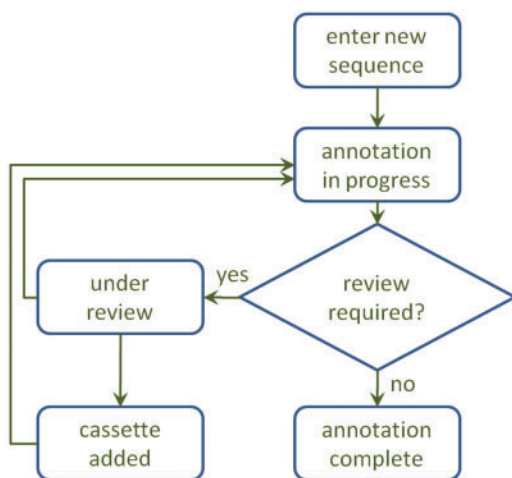 enter new
sequence
annotation
in progress
yes
under
review
review
required?
no
cassette
added
annotation
complete